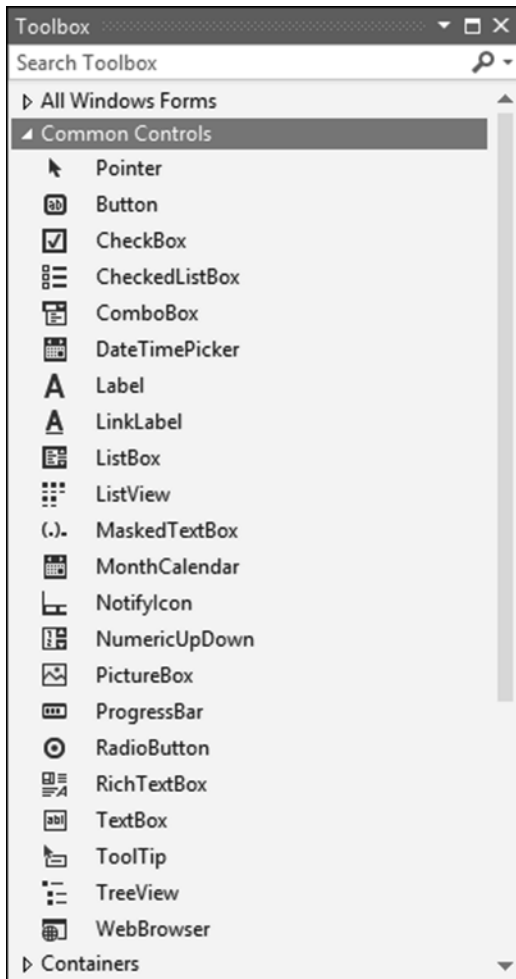 Toolbox
Search Toolbox
All Windows Forms
Common Controls
Pointer
Button
CheckBox
CheckedListBox
ComboBox
DateTimePicker
Label
LinkLabel
ListBox
ListView
MaskedTextBox
MonthCalendar
NotifyIcon
NumericUpDown
PictureBox
ProgressBar
RadioButton
RichTextBox
TextBox
ToolTip
TreeView
WebBrowser
Containers